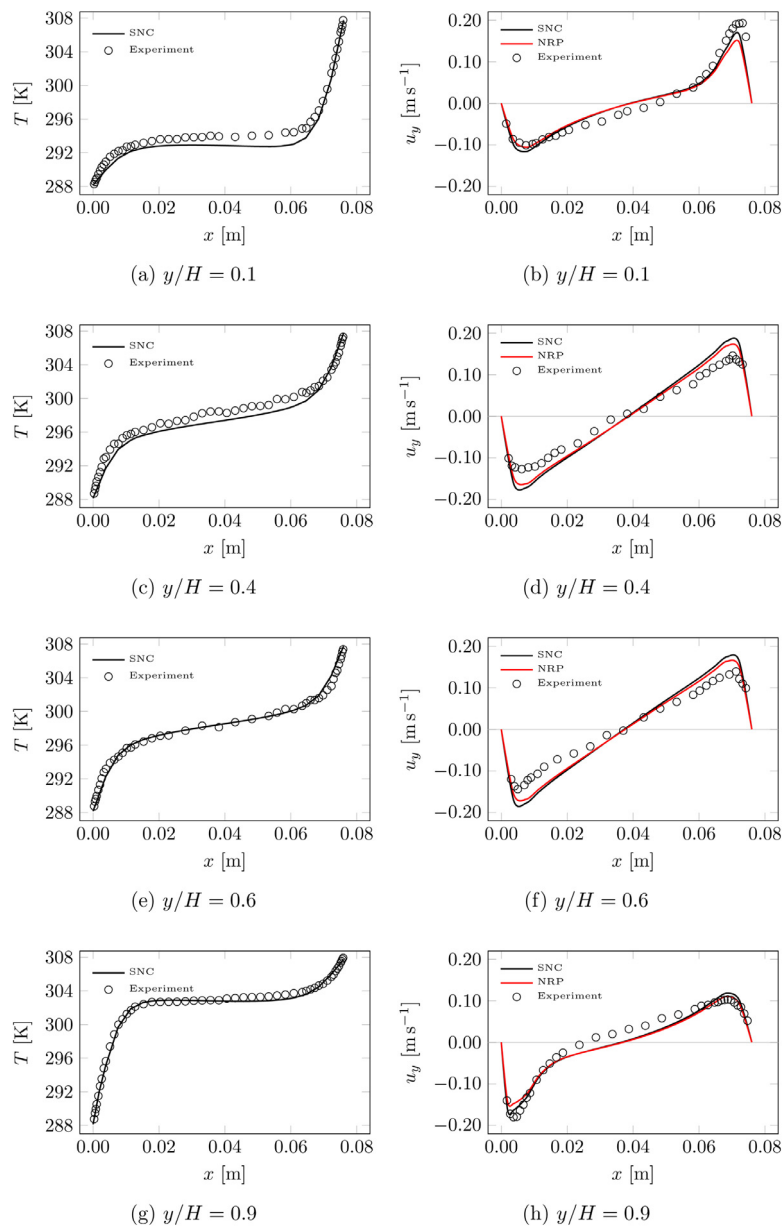 308
304
300
296
292
288
T [K]
SNC
Experiment
0.00 0.02 0.04 0.06 0.08
x [m]
(a) y/H = 0.1
0.20
0.10
0.00
−0.10
−0.20
u_y [m s⁻¹]
SNC
NRP
Experiment
0.00 0.02 0.04 0.06 0.08
x [m]
(b) y/H = 0.1
308
304
300
296
292
288
T [K]
SNC
Experiment
0.00 0.02 0.04 0.06 0.08
x [m]
(c) y/H = 0.4
0.20
0.10
0.00
−0.10
−0.20
u_y [m s⁻¹]
SNC
NRP
Experiment
0.00 0.02 0.04 0.06 0.08
x [m]
(d) y/H = 0.4
308
304
300
296
292
288
T [K]
SNC
Experiment
0.00 0.02 0.04 0.06 0.08
x [m]
(e) y/H = 0.6
0.20
0.10
0.00
−0.10
−0.20
u_y [m s⁻¹]
SNC
NRP
Experiment
0.00 0.02 0.04 0.06 0.08
x [m]
(f) y/H = 0.6
308
304
300
296
292
288
T [K]
SNC
Experiment
0.00 0.02 0.04 0.06 0.08
x [m]
(g) y/H = 0.9
0.20
0.10
0.00
−0.10
−0.20
u_y [m s⁻¹]
SNC
NRP
Experiment
0.00 0.02 0.04 0.06 0.08
x [m]
(h) y/H = 0.9